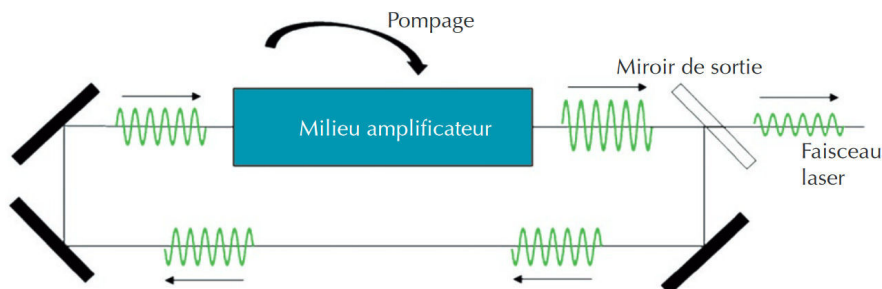 Pompage
Miroir de sortie
Milieu amplificateur
Faisceau
laser